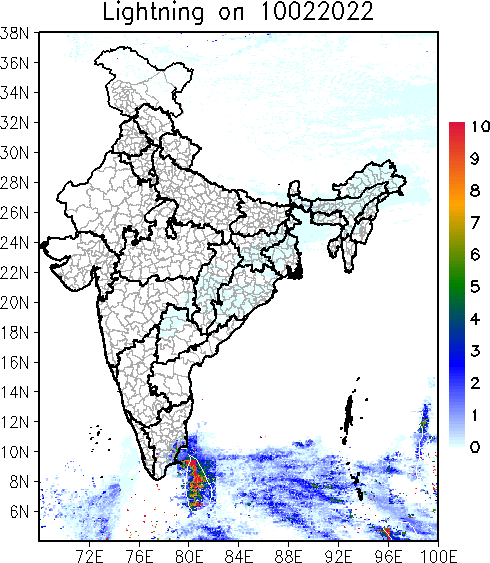 Lightning on 10022022
38N
36N
34N
32N
30N
28N
26N
24N
22N
20N
18N
16N
14N
12N
10N
8N
6N
72E 76E 80E 84E 88E 92E 96E 100E
10
9
8
7
6
5
4
3
2
1
0